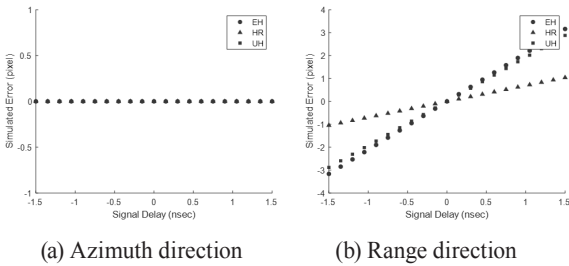 1
0.5
0
-0.5
-1
Simulated Error (pixel)
-1.5 -1 -0.5 0 0.5 1 1.5
Signal Delay (nsec)
EH
HR
UH
(a) Azimuth direction
4
3
2
1
0
-1
-2
-3
-4
Simulated Error (pixel)
-1.5 -1 -0.5 0 0.5 1 1.5
Signal Delay (nsec)
EH
HR
UH
(b) Range direction